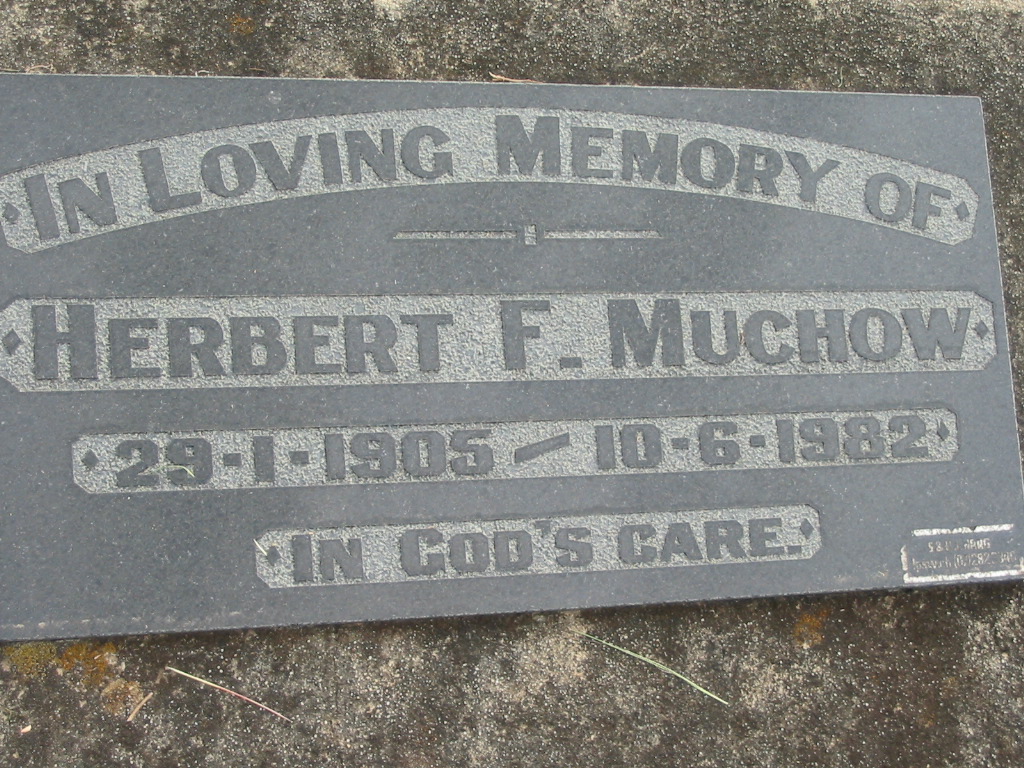 In Loving Memory of
Herbert F. Muchow
29-1-1905 - 10-6-1982
In God's care.